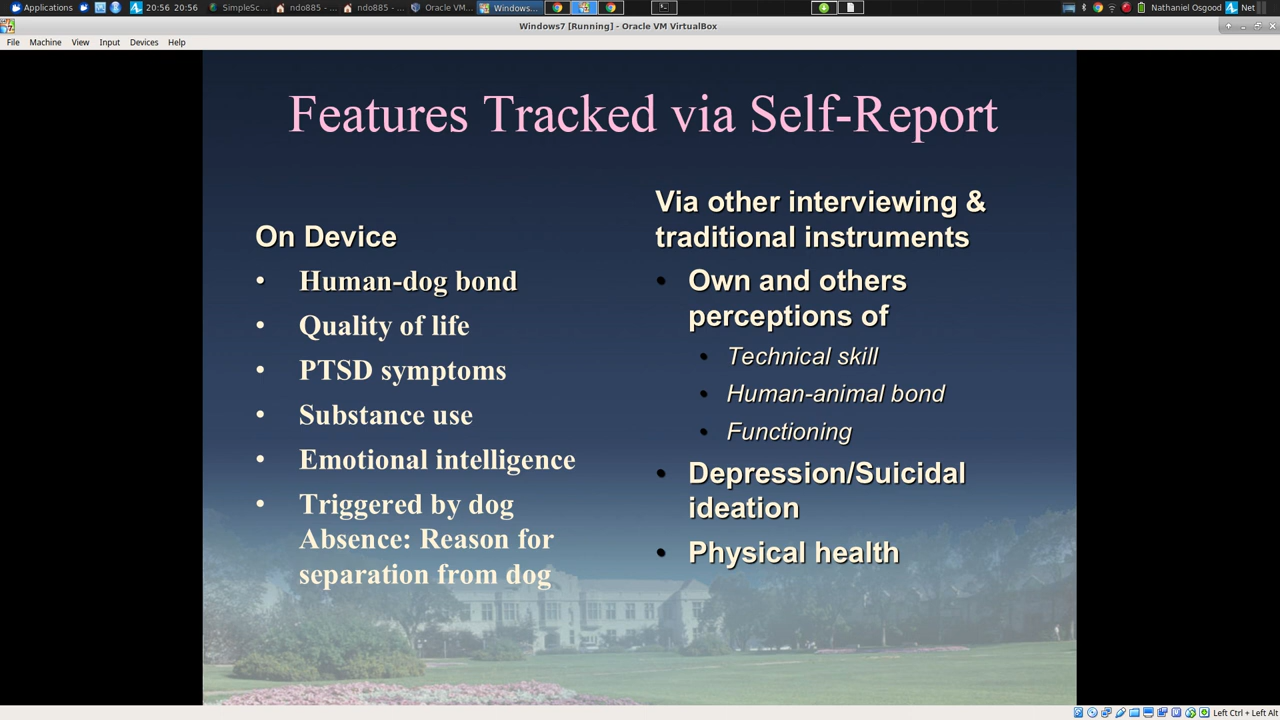 Applications
20:56 20:56
SimpleSc...
ndo885 - ...
ndo885 - ...
Oracle VM...
Windows...
Nathaniel Osgood
Net
Windows7 [Running] - Oracle VM VirtualBox
File Machine View Input Devices Help
Features Tracked via Self-Report
On Device
• Human-dog bond
• Quality of life
• PTSD symptoms
• Substance use
• Emotional intelligence
• Triggered by dog
Absence: Reason for
separation from dog
Via other interviewing &
traditional instruments
• Own and others
perceptions of
• Technical skill
• Human-animal bond
• Functioning
• Depression/Suicidal
ideation
• Physical health
Left Ctrl + Left Alt